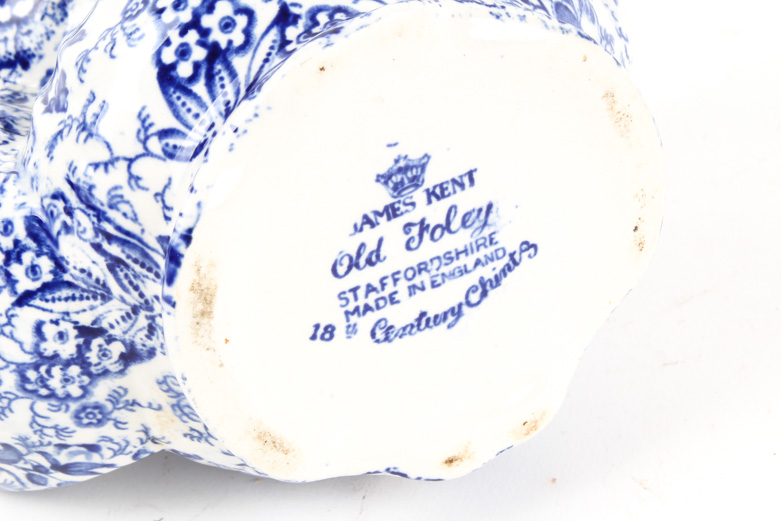 JAMES KENT
Old Foley
STAFFORDSHIRE
MADE IN ENGLAND
18th Century Chintz